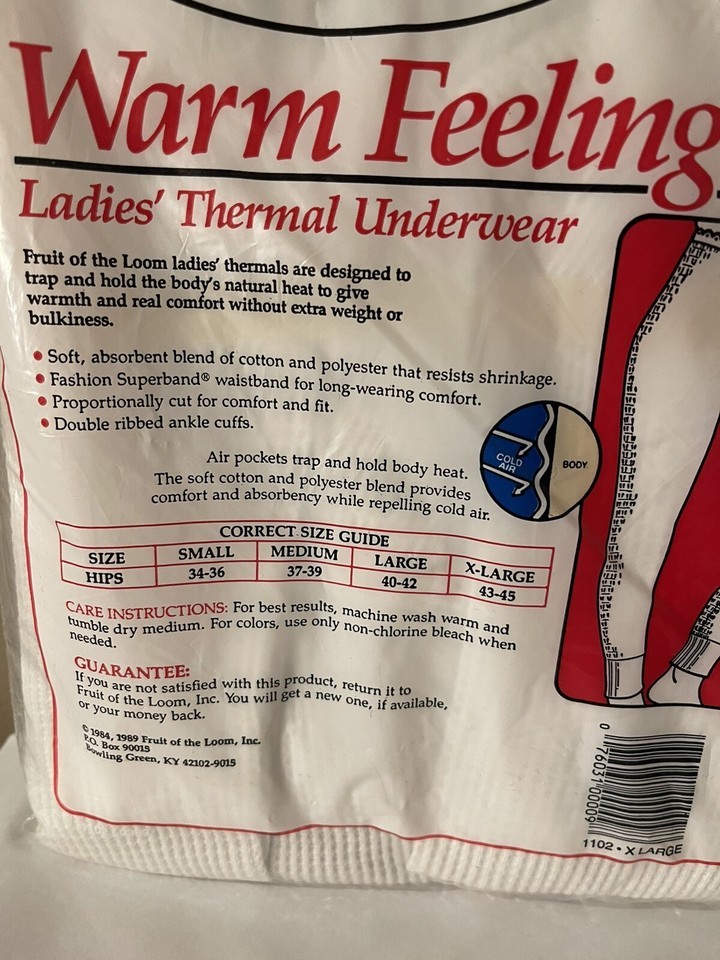 Warm Feeling
Ladies' Thermal Underwear
Fruit of the Loom ladies' thermals are designed to
trap and hold the body's natural heat to give
warmth and real comfort without extra weight or
bulkiness.
• Soft, absorbent blend of cotton and polyester that resists shrinkage.
• Fashion Superband® waistband for long-wearing comfort.
• Proportionally cut for comfort and fit.
• Double ribbed ankle cuffs.
Air pockets trap and hold body heat.
The soft cotton and polyester blend provides
comfort and absorbency while repelling cold air.
COLD
AIR
BODY
CORRECT SIZE GUIDE
SIZE SMALL MEDIUM LARGE X-LARGE
HIPS 34-36 37-39 40-42 43-45
CARE INSTRUCTIONS: For best results, machine wash warm and
tumble dry medium. For colors, use only non-chlorine bleach when
needed.
GUARANTEE:
If you are not satisfied with this product, return it to
Fruit of the Loom, Inc. You will get a new one, if available,
or your money back.
© 1984, 1989 Fruit of the Loom, Inc.
P.O. Box 90015
Bowling Green, KY 42102-9015
0 76031 00009
1102 • X LARGE